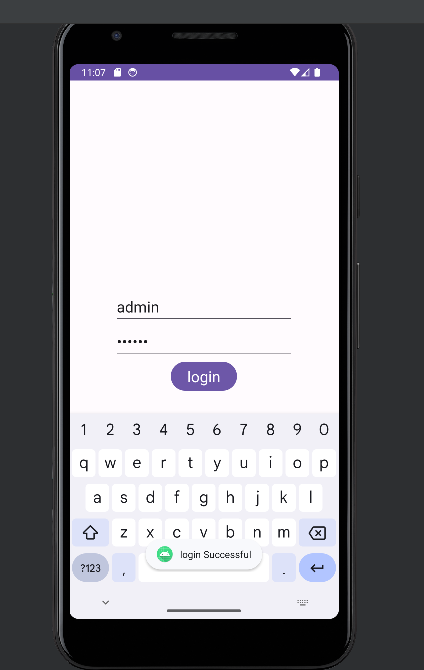 11:07
admin
••••••
login
1 2 3 4 5 6 7 8 9 0
q w e r t y u i o p
a s d f g h j k l
z x c v b n m
login Successful
?123 , .